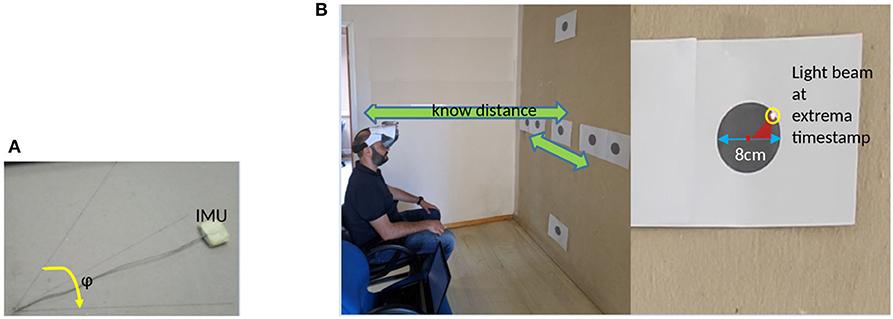 A
IMU
φ
B
know distance
Light beam
at
extrema
timestamp
8cm